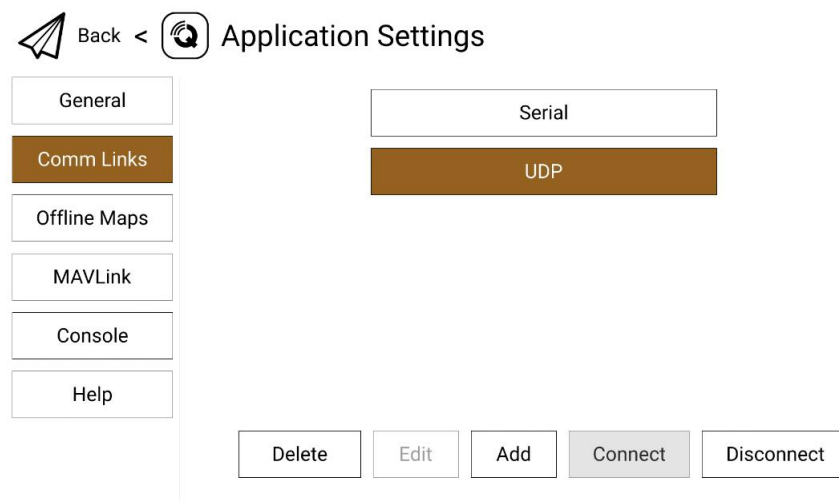 Back < Application Settings
General
Comm Links
Offline Maps
MAVLink
Console
Help
Serial
UDP
Delete Edit Add Connect Disconnect